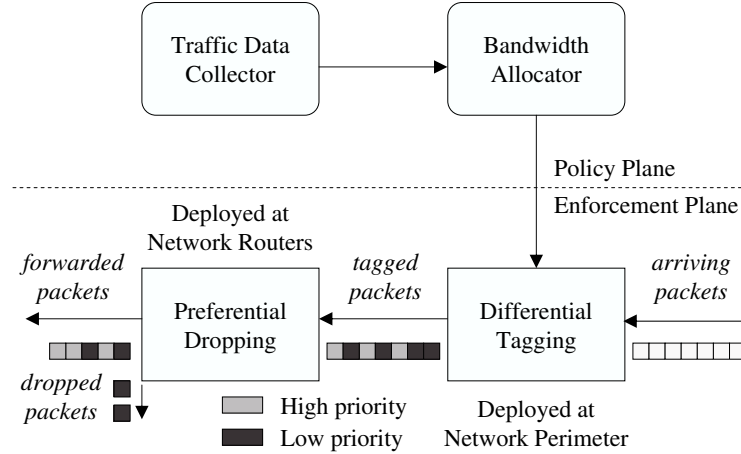 Traffic Data
Collector
Bandwidth
Allocator
Policy Plane
Enforcement Plane
Deployed at
Network Routers
forwarded
packets
Preferential
Dropping
tagged
packets
Differential
Tagging
arriving
packets
dropped
packets
High priority
Low priority
Deployed at
Network Perimeter